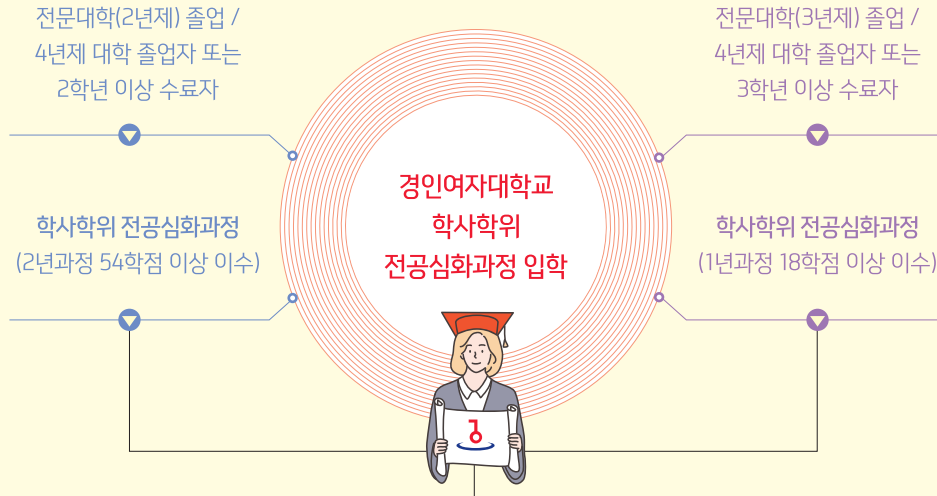 전문대학(2년제) 졸업 /
4년제 대학 졸업자 또는
2학년 이상 수료자
학사학위 전공심화과정
(2년과정 54학점 이상 이수)
경인여자대학교
학사학위
전공심화과정 입학
전문대학(3년제) 졸업 /
4년제 대학 졸업자 또는
3학년 이상 수료자
학사학위 전공심화과정
(1년과정 18학점 이상 이수)